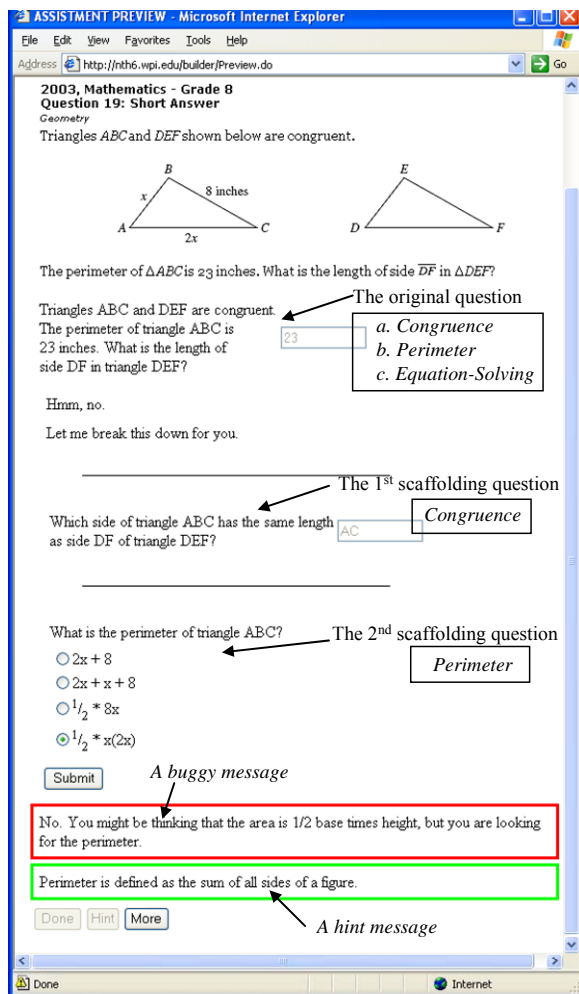 ASSISTMENT PREVIEW - Microsoft Internet Explorer
File Edit View Favorites Tools Help
Address http://nth6.wpi.edu/builder/Preview.do Go
2003, Mathematics - Grade 8
Question 19: Short Answer
Geometry
Triangles ABC and DEF shown below are congruent.
B E
x 8 inches
A C D F
2x
The perimeter of ΔABC is 23 inches. What is the length of side D̅F̅ in ΔDEF?
Triangles ABC and DEF are congruent.
The perimeter of triangle ABC is
23 inches. What is the length of
side DF in triangle DEF?
23
The original question
a. Congruence
b. Perimeter
c. Equation-Solving
Hmm, no.
Let me break this down for you.
The 1st scaffolding question
Congruence
Which side of triangle ABC has the same length
as side DF of triangle DEF?
AC
What is the perimeter of triangle ABC?
The 2nd scaffolding question
Perimeter
2x + 8
2x + x + 8
1/2 * 8x
1/2 * x(2x)
Submit
A buggy message
No. You might be thinking that the area is 1/2 base times height, but you are looking
for the perimeter.
Perimeter is defined as the sum of all sides of a figure.
Done Hint More
A hint message
Done Internet